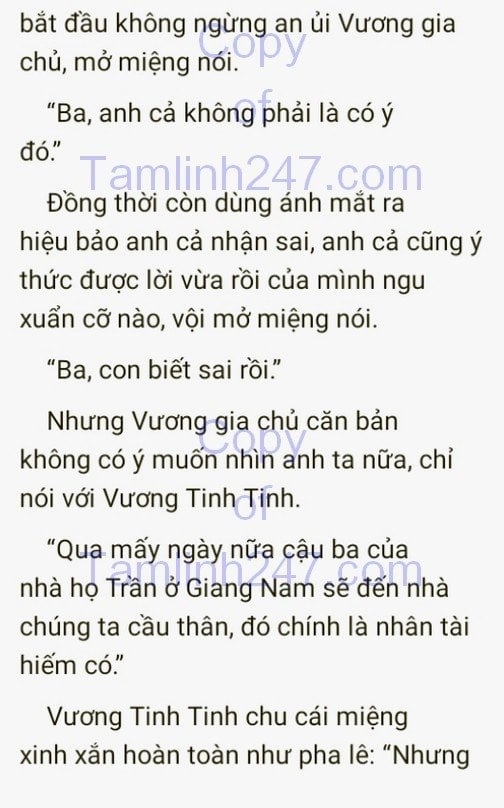 bắt đầu không ngừng an ủi Vương gia
Copy
chủ, mở miệng nói.
“Ba, anh cả không phải là có ý
of
đó.”
Tamlinh247.com
Đồng thời còn dùng ánh mắt ra
hiệu bảo anh cả nhận sai, anh cả cũng ý
thức được lời vừa rồi của mình ngu
xuẩn cỡ nào, vội mở miệng nói.
“Ba, con biết sai rồi.”
Nhưng Vương gia chủ căn bản
Copy
không có ý muốn nhìn anh ta nữa, chỉ
nói với Vương Tinh Tinh.
of
“Qua mấy ngày nữa cậu ba của
Tamlinh247.com
nhà họ Trần ở Giang Nam sẽ đến nhà
chúng ta cầu thân, đó chính là nhân tài
hiếm có.”
Vương Tinh Tinh chu cái miệng
xinh xắn hoàn toàn như pha lê: “Nhưng